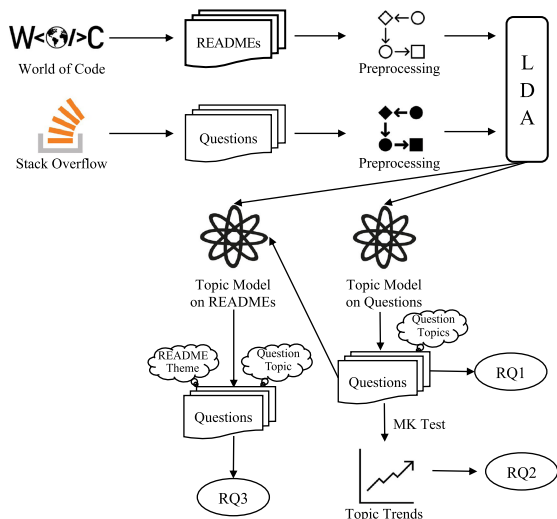 W</>C
READMEs
L
D
A
World of Code
Preprocessing
Questions
Stack Overflow
Preprocessing
Topic Model
on READMEs
Topic Model
on Questions
Question
Topics
README
Theme
Question
Topic
Questions
RQ1
Questions
MK Test
RQ3
RQ2
Topic Trends